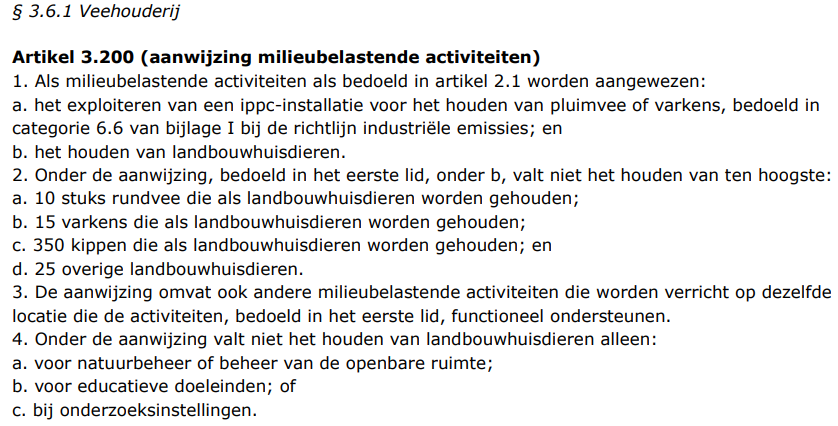 § 3.6.1 Veehouderij
Artikel 3.200 (aanwijzing milieubelastende activiteiten)
1. Als milieubelastende activiteiten als bedoeld in artikel 2.1 worden aangewezen:
a. het exploiteren van een ippc-installatie voor het houden van pluimvee of varkens, bedoeld in
categorie 6.6 van bijlage I bij de richtlijn industriële emissies; en
b. het houden van landbouwhuisdieren.
2. Onder de aanwijzing, bedoeld in het eerste lid, onder b, valt niet het houden van ten hoogste:
a. 10 stuks rundvee die als landbouwhuisdieren worden gehouden;
b. 15 varkens die als landbouwhuisdieren worden gehouden;
c. 350 kippen die als landbouwhuisdieren worden gehouden; en
d. 25 overige landbouwhuisdieren.
3. De aanwijzing omvat ook andere milieubelastende activiteiten die worden verricht op dezelfde
locatie die de activiteiten, bedoeld in het eerste lid, functioneel ondersteunen.
4. Onder de aanwijzing valt niet het houden van landbouwhuisdieren alleen:
a. voor natuurbeheer of beheer van de openbare ruimte;
b. voor educatieve doeleinden; of
c. bij onderzoeksinstellingen.